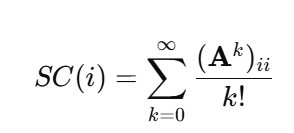 $SC(i) = \sum_{k=0}^{\infty} \frac{(\mathbf{A}^k)_{ii}}{k!}$